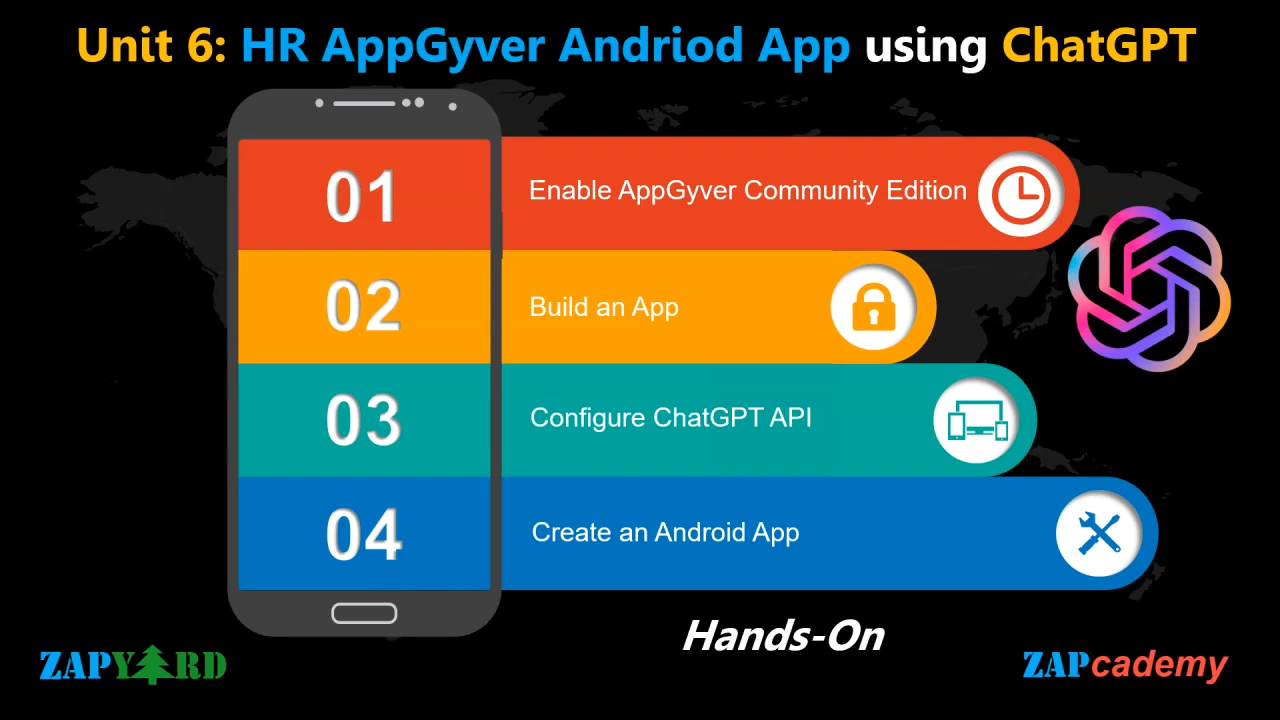 Unit 6: HR AppGyver Andriod App using ChatGPT
01
Enable AppGyver Community Edition
02
Build an App
03
Configure ChatGPT API
04
Create an Android App
Hands-On
ZAPYARD
ZAPcademy